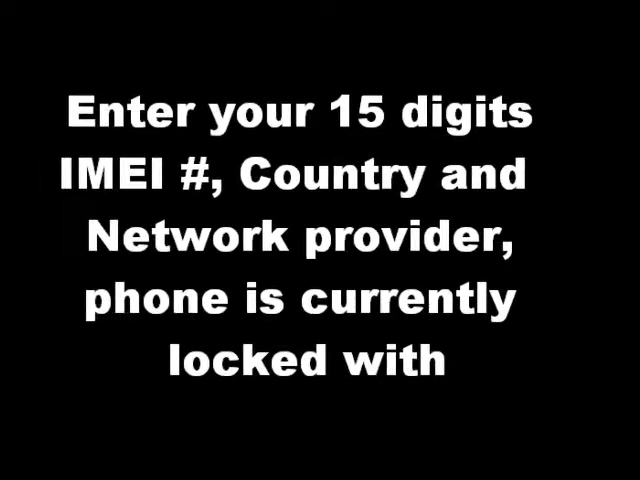 Enter your 15 digits
IMEI #, Country and
Network provider,
phone is currently
locked with